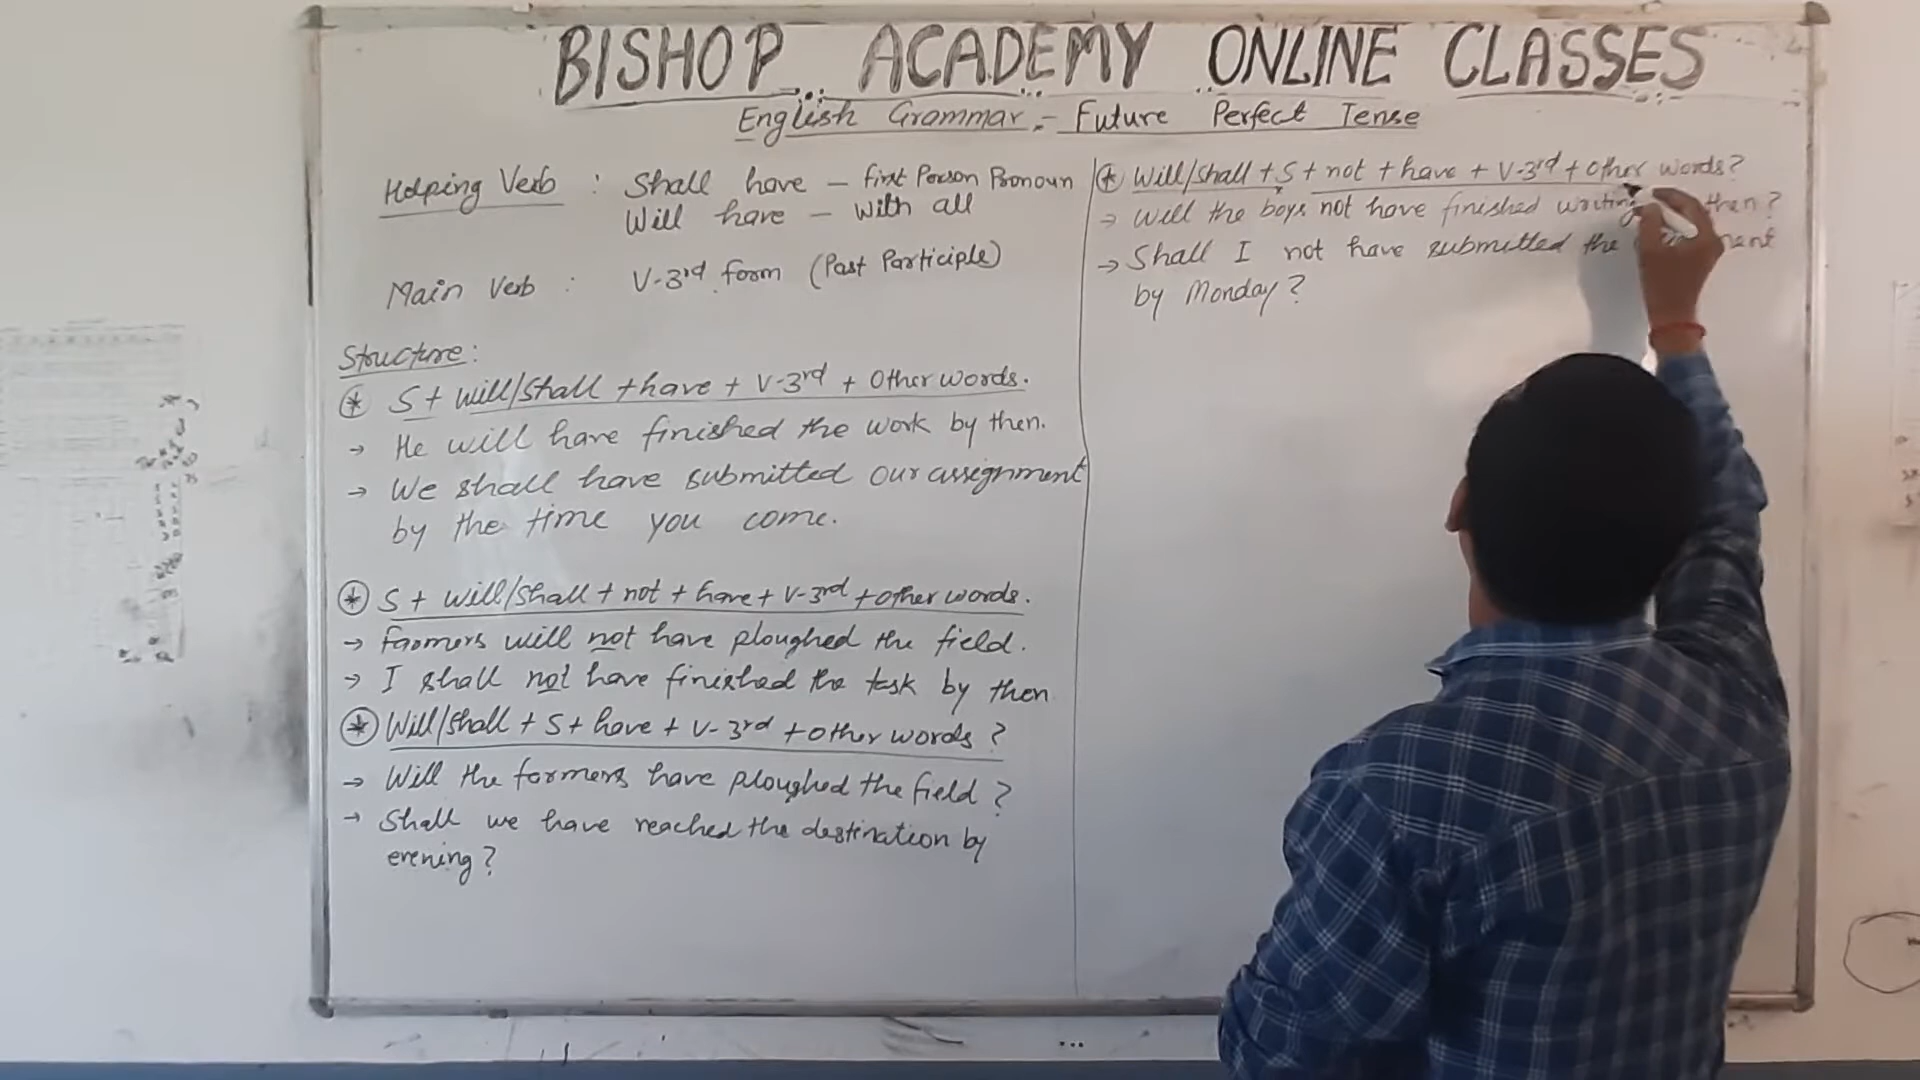 BISHOP ACADEMY ONLINE CLASSES
English Grammar :- Future Perfect Tense
Helping Verb : Shall have - first Person Pronoun
Will have - With all
Main Verb : V-3rd form (Past Participle)
Structure:
* S + will/shall + have + V-3rd + Other words.
→ He will have finished the work by then.
→ We shall have submitted our assignment
by the time you come.
* S + will/shall + not + have + V-3rd + other words.
→ Farmers will not have ploughed the field.
→ I shall not have finished the task by then
* Will/shall + S + have + V-3rd + other words?
→ Will the farmers have ploughed the field?
→ Shall we have reached the destination by
evening?
* Will/shall + S + not + have + V-3rd + other words?
→ Will the boys not have finished writing then?
→ Shall I not have submitted the
by Monday?